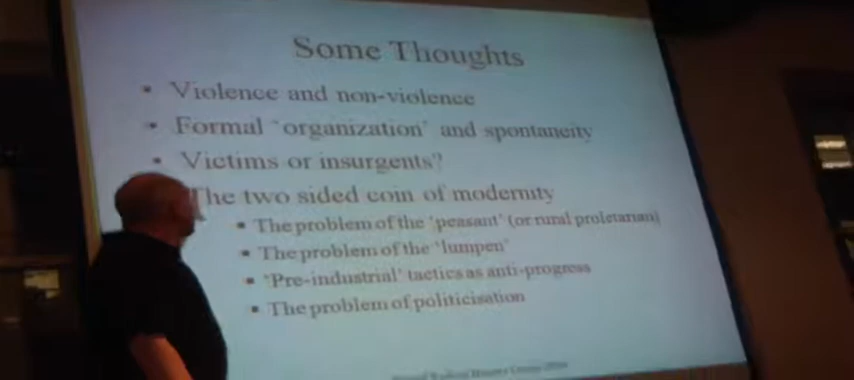 Some Thoughts
• Violence and non-violence
• Formal 'organization' and spontaneity
• Victims or insurgents?
The two sided coin of modernity
▪ The problem of the 'peasant' (or rural proletarian)
▪ The problem of the 'lumpen'
▪ 'Pre-industrial' tactics as anti-progress
▪ The problem of politicisation